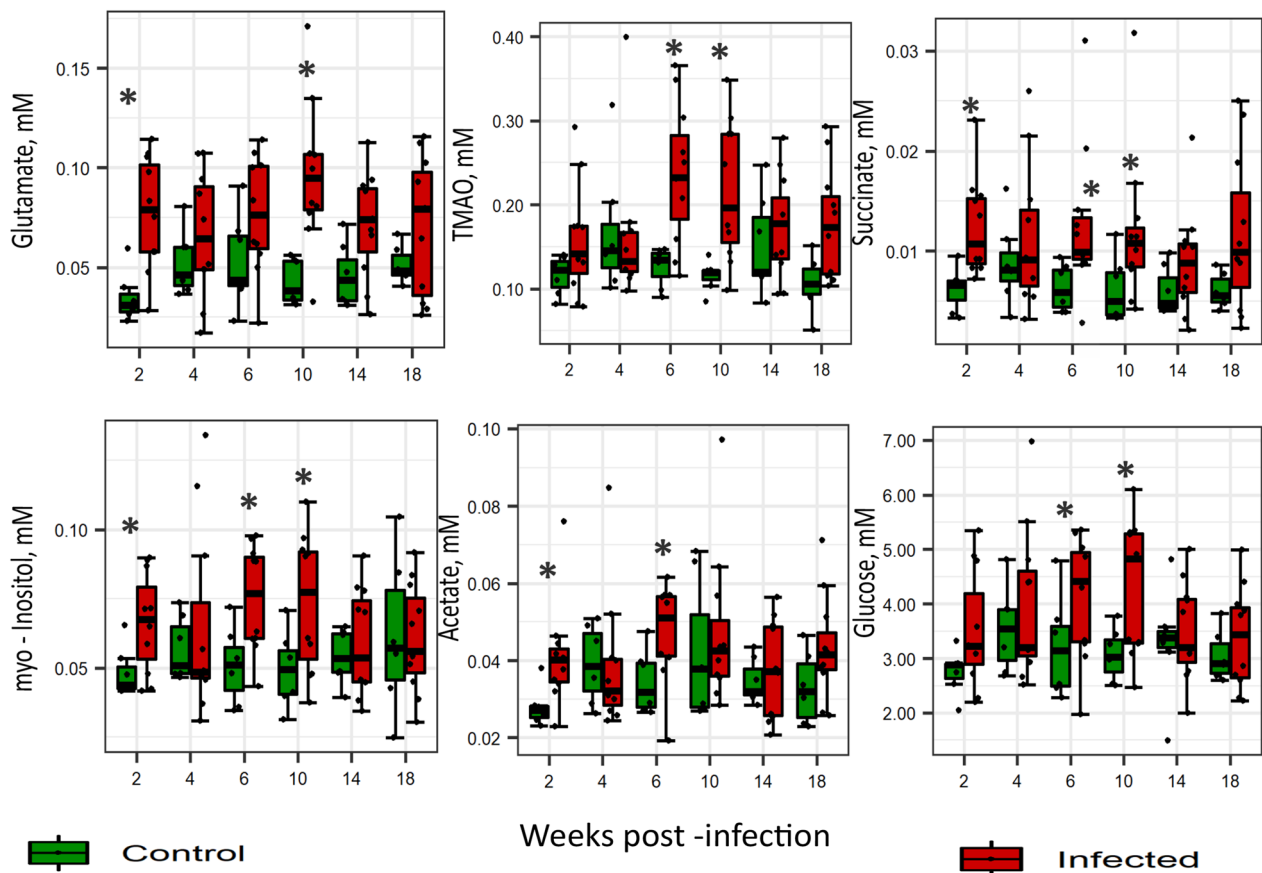 Glutamate, mM
0.15
0.10
0.05
*
*
2 4 6 10 14 18
TMAO, mM
0.40
0.30
0.20
0.10
* *
2 4 6 10 14 18
Succinate, mM
0.03
0.02
0.01
*
*
*
2 4 6 10 14 18
myo - Inositol, mM
0.10
0.05
*
*
*
2 4 6 10 14 18
Acetate, mM
0.10
0.08
0.06
0.04
0.02
*
*
2 4 6 10 14 18
Glucose, mM
7.00
6.00
5.00
4.00
3.00
2.00
*
*
2 4 6 10 14 18
Weeks post -infection
Control
Infected